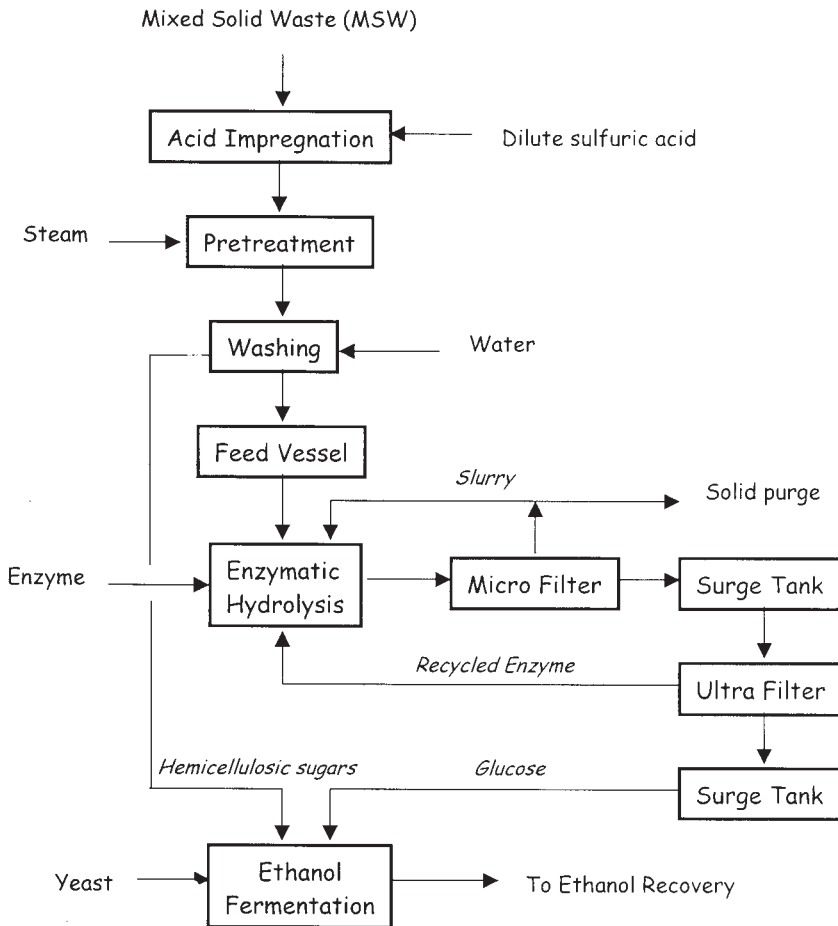 Mixed Solid Waste (MSW)
Acid Impregnation
Dilute sulfuric acid
Steam
Pretreatment
Washing
Water
Feed Vessel
Slurry
Solid purge
Enzyme
Enzymatic
Hydrolysis
Micro Filter
Surge Tank
Recycled Enzyme
Ultra Filter
Hemicellulosic sugars
Glucose
Surge Tank
Yeast
Ethanol
Fermentation
To Ethanol Recovery